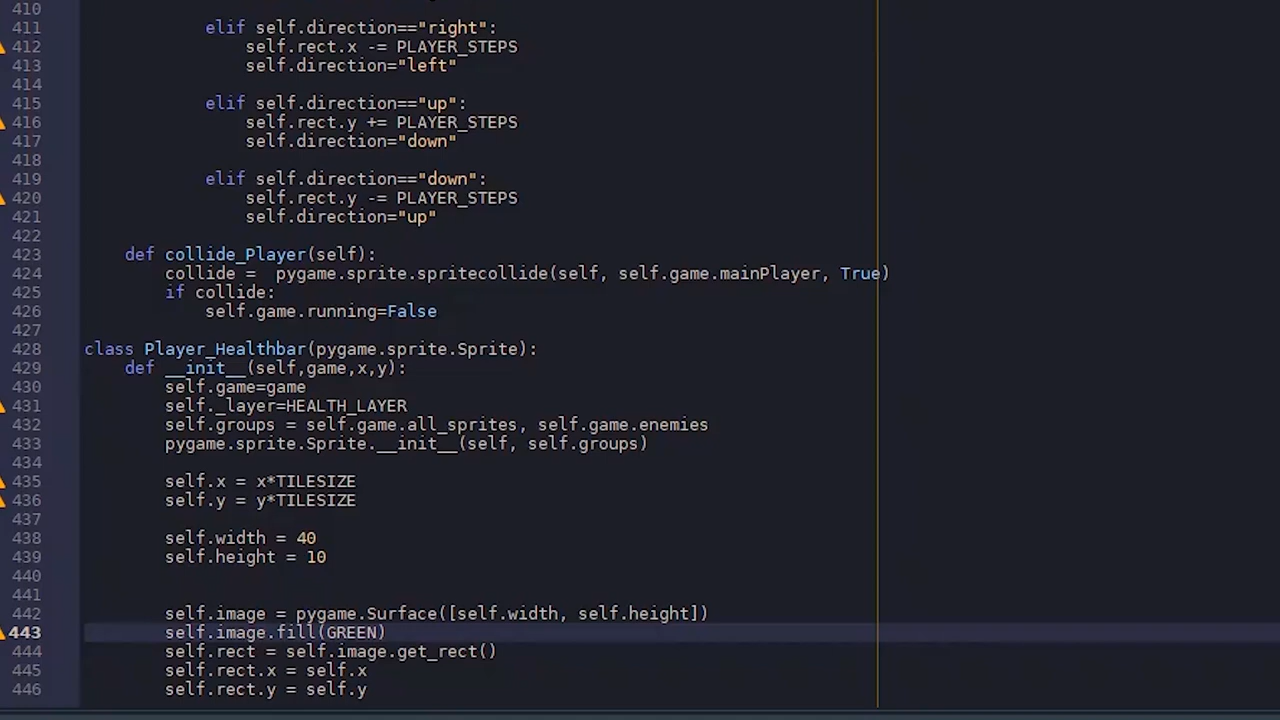 410
411 elif self.direction=="right":
412 self.rect.x -= PLAYER_STEPS
413 self.direction="left"
414
415 elif self.direction=="up":
416 self.rect.y += PLAYER_STEPS
417 self.direction="down"
418
419 elif self.direction=="down":
420 self.rect.y -= PLAYER_STEPS
421 self.direction="up"
422
423 def collide_Player(self):
424 collide =  pygame.sprite.spritecollide(self, self.game.mainPlayer, True)
425 if collide:
426 self.game.running=False
427
428 class Player_Healthbar(pygame.sprite.Sprite):
429 def __init__(self,game,x,y):
430 self.game=game
431 self._layer=HEALTH_LAYER
432 self.groups = self.game.all_sprites, self.game.enemies
433 pygame.sprite.Sprite.__init__(self, self.groups)
434
435 self.x = x*TILESIZE
436 self.y = y*TILESIZE
437
438 self.width = 40
439 self.height = 10
440
441
442 self.image = pygame.Surface([self.width, self.height])
443 self.image.fill(GREEN)
444 self.rect = self.image.get_rect()
445 self.rect.x = self.x
446 self.rect.y = self.y